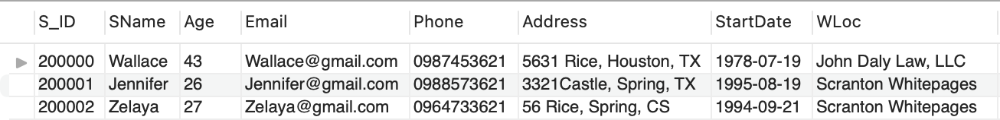 S_ID SName Age Email Phone Address StartDate WLoc
200000 Wallace 43 Wallace@gmail.com 0987453621 5631 Rice, Houston, TX 1978-07-19 John Daly Law, LLC
200001 Jennifer 26 Jennifer@gmail.com 0988573621 3321Castle, Spring, TX 1995-08-19 Scranton Whitepages
200002 Zelaya 27 Zelaya@gmail.com 0964733621 56 Rice, Spring, CS 1994-09-21 Scranton Whitepages